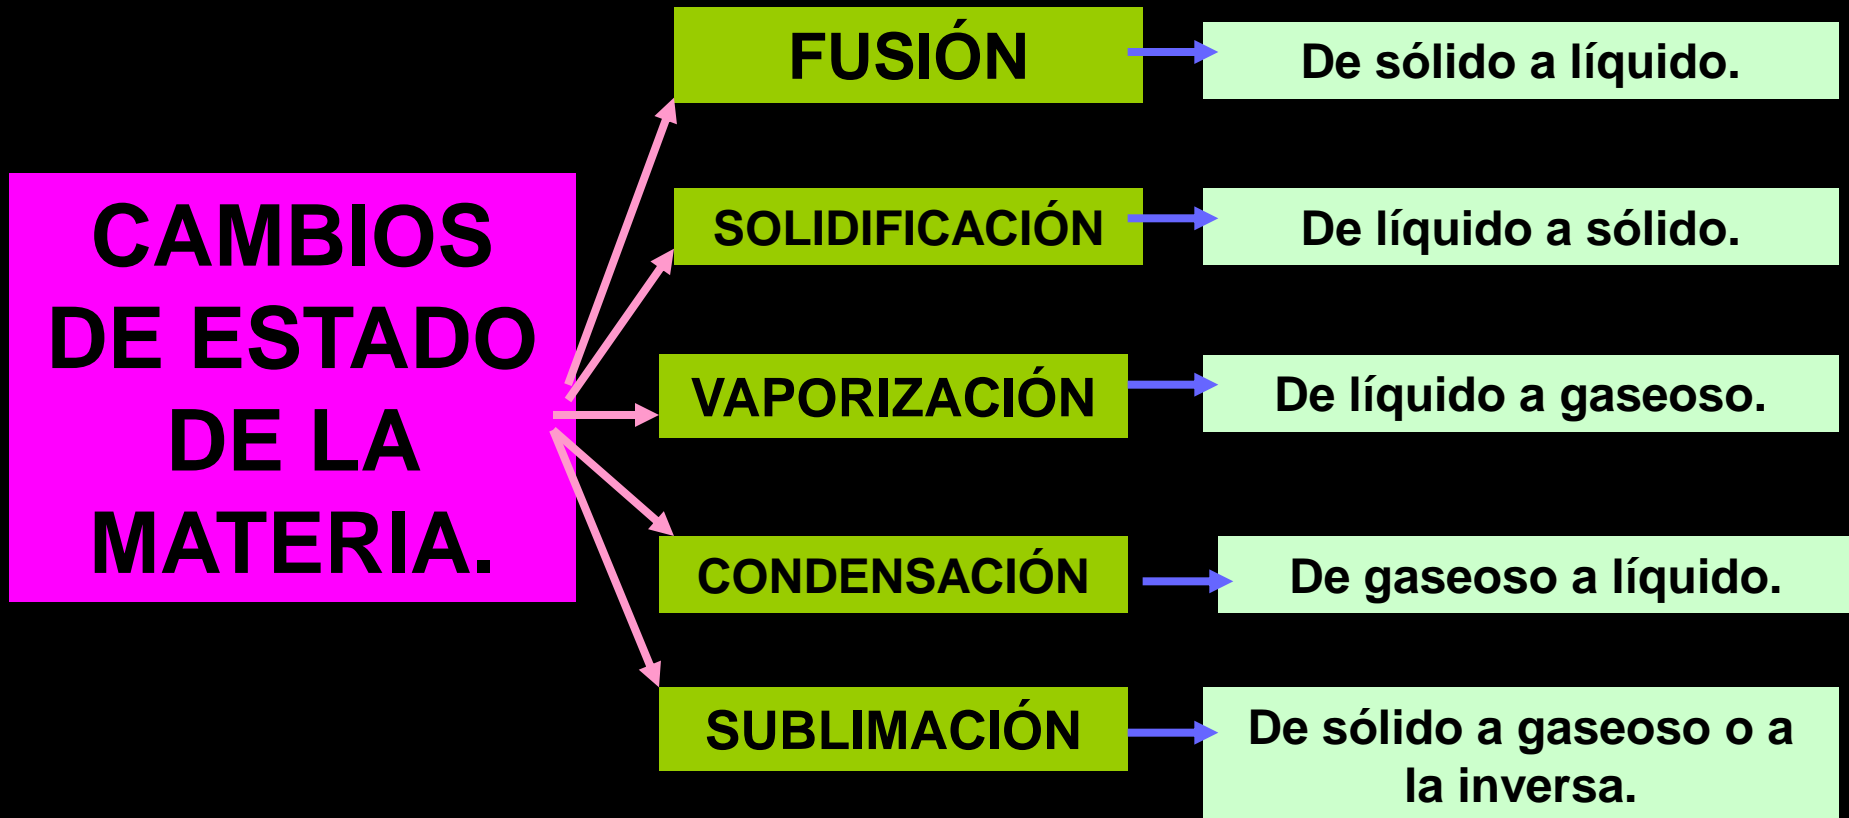 CAMBIOS
DE ESTADO
DE LA
MATERIA.
FUSIÓN
De sólido a líquido.
SOLIDIFICACIÓN
De líquido a sólido.
VAPORIZACIÓN
De líquido a gaseoso.
CONDENSACIÓN
De gaseoso a líquido.
SUBLIMACIÓN
De sólido a gaseoso o a
la inversa.